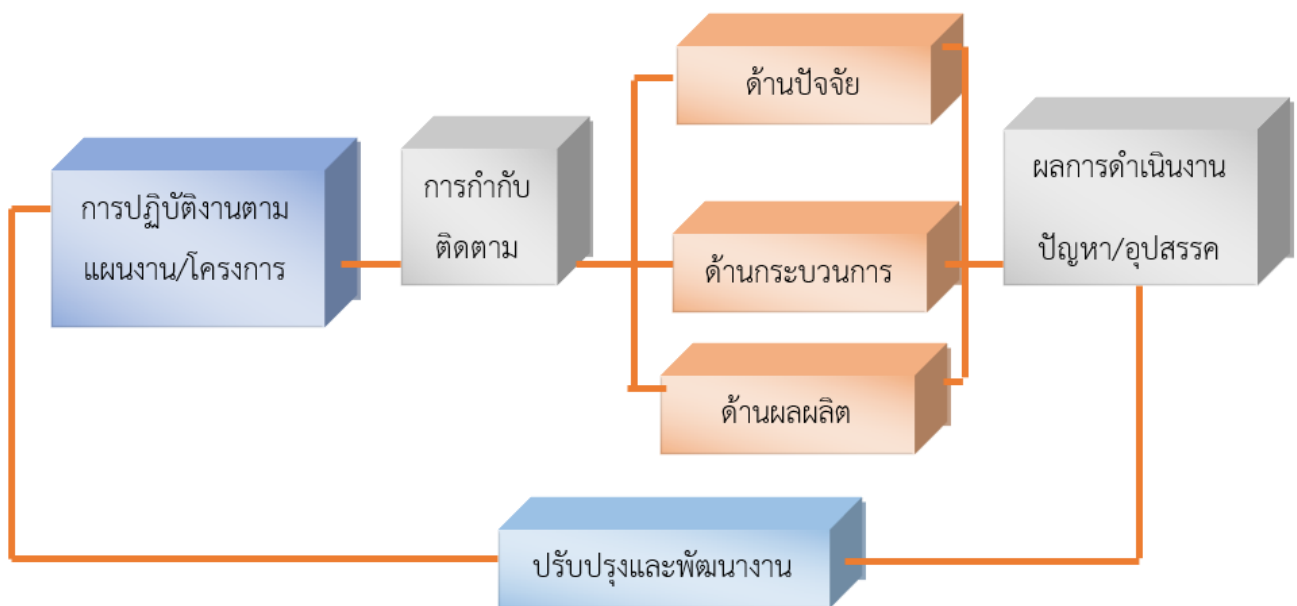 การปฏิบัติงานตาม
แผนงาน/โครงการ
การกำกับ
ติดตาม
ด้านปัจจัย
ด้านกระบวนการ
ด้านผลผลิต
ผลการดำเนินงาน
ปัญหา/อุปสรรค
ปรับปรุงและพัฒนางาน